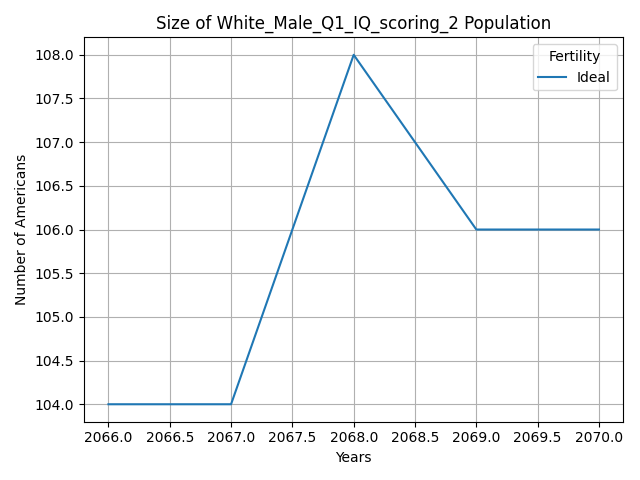 Size of White_Male_Q1_IQ_scoring_2 Population
Fertility
Ideal
Number of Americans
108.0
107.5
107.0
106.5
106.0
105.5
105.0
104.5
104.0
2066.0 2066.5 2067.0 2067.5 2068.0 2068.5 2069.0 2069.5 2070.0
Years